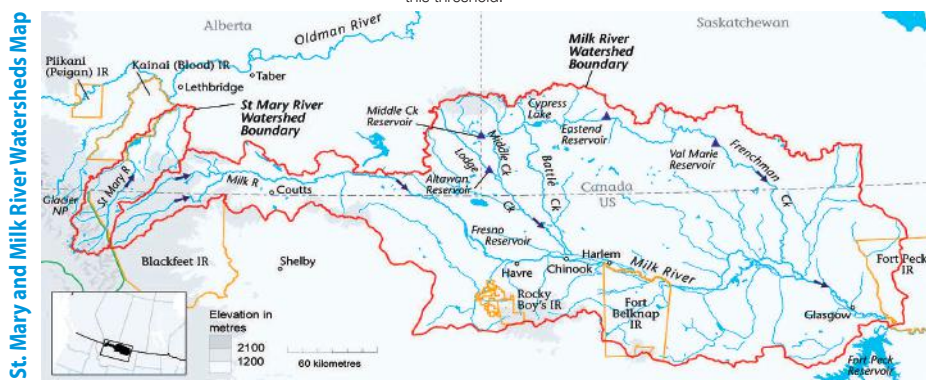 this threshold.
St. Mary and Milk River Watersheds Map
Alberta
Saskatchewan
Oldman River
Milk River
Watershed
Boundary
Piikani
(Peigan) IR
Kainai (Blood) IR
Taber
Lethbridge
St Mary River
Watershed
Boundary
Middle Ck
Reservoir
Cypress
Lake
Eastend
Reservoir
Val Marie
Reservoir
Frenchman
Ck
Middle Ck
Lodge
Ck
Battle
Ck
Altawan
Reservoir
St Mary R
Milk R
Coutts
Canada
US
Glacier
NP
Blackfeet IR
Shelby
Fresno
Reservoir
Havre
Chinook
Harlem
Milk River
Rocky
Boy's IR
Fort
Belknap
IR
Fort Peck
IR
Glasgow
Fort Peck
Reservoir
Elevation in
metres
2100
1200
60 kilometres